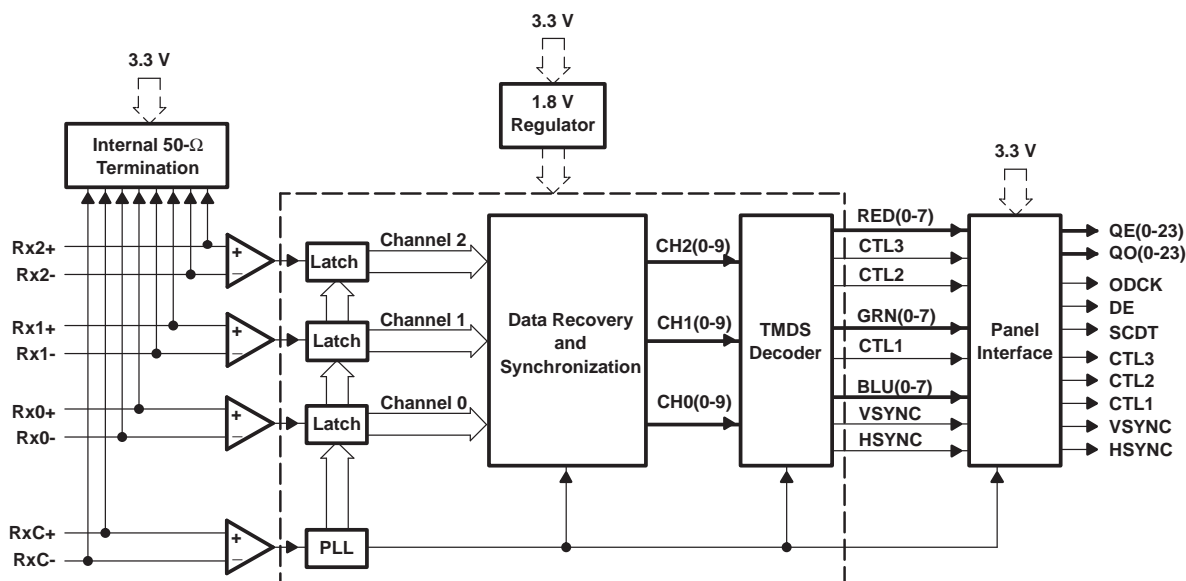 3.3 V
3.3 V
1.8 V
Regulator
Internal 50-Ω
Termination
3.3 V
Rx2+
Rx2-
Rx1+
Rx1-
Rx0+
Rx0-
RxC+
RxC-
+
−
+
−
+
−
+
−
Latch
Latch
Latch
PLL
Channel 2
Channel 1
Channel 0
Data Recovery
and
Synchronization
CH2(0-9)
CH1(0-9)
CH0(0-9)
TMDS
Decoder
RED(0-7)
CTL3
CTL2
GRN(0-7)
CTL1
BLU(0-7)
VSYNC
HSYNC
Panel
Interface
QE(0-23)
QO(0-23)
ODCK
DE
SCDT
CTL3
CTL2
CTL1
VSYNC
HSYNC